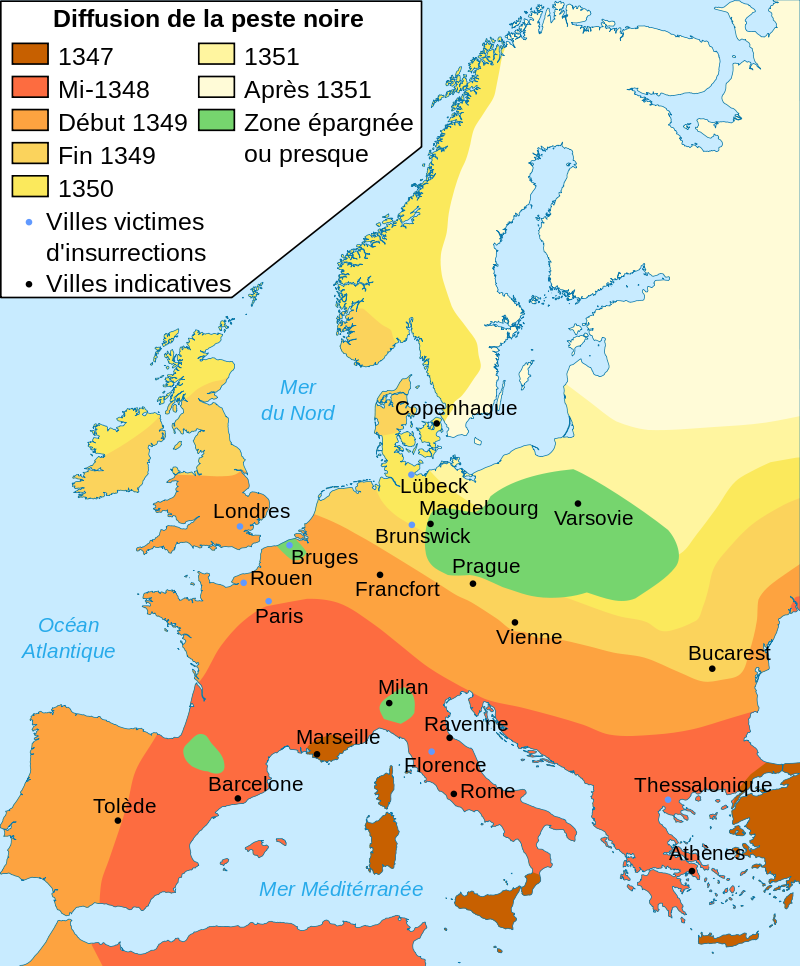 Diffusion de la peste noire
1347
Mi-1348
Début 1349
Fin 1349
1350
1351
Après 1351
Zone épargnée
ou presque
Villes victimes
d'insurrections
Villes indicatives
Mer
du Nord
Copenhague
Lübeck
Magdebourg
Londres
Varsovie
Brunswick
Bruges
Prague
Rouen
Francfort
Paris
Océan
Atlantique
Vienne
Bucarest
Milan
Ravenne
Marseille
Florence
Barcelone
Thessalonique
Rome
Tolède
Athènes
Mer Méditérranée